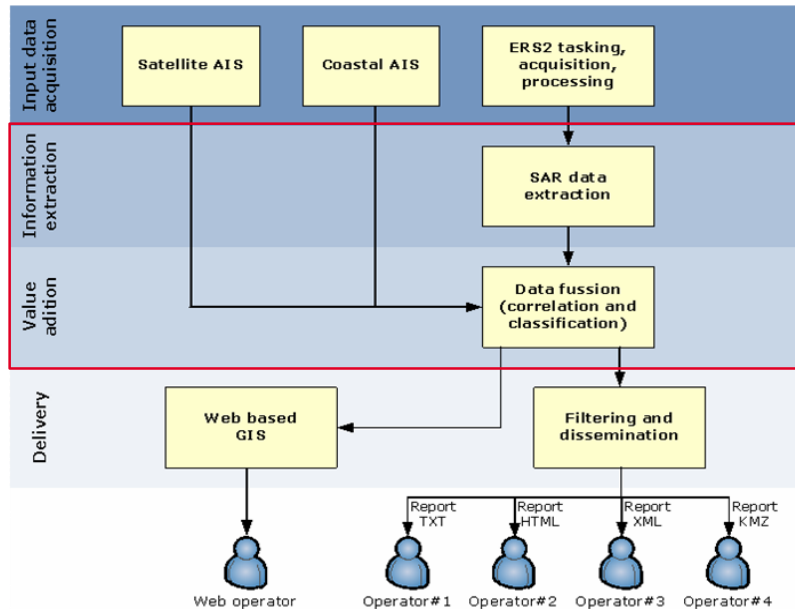 Input data
acquisition
Satellite AIS
Coastal AIS
ERS2 tasking,
acquisition,
processing
Information
extraction
SAR data
extraction
Value
adition
Data fussion
(correlation and
classification)
Delivery
Web based
GIS
Filtering and
dissemination
Report
TXT
Report
HTML
Report
XML
Report
KMZ
Web operator
Operator#1
Operator#2
Operator#3
Operator#4